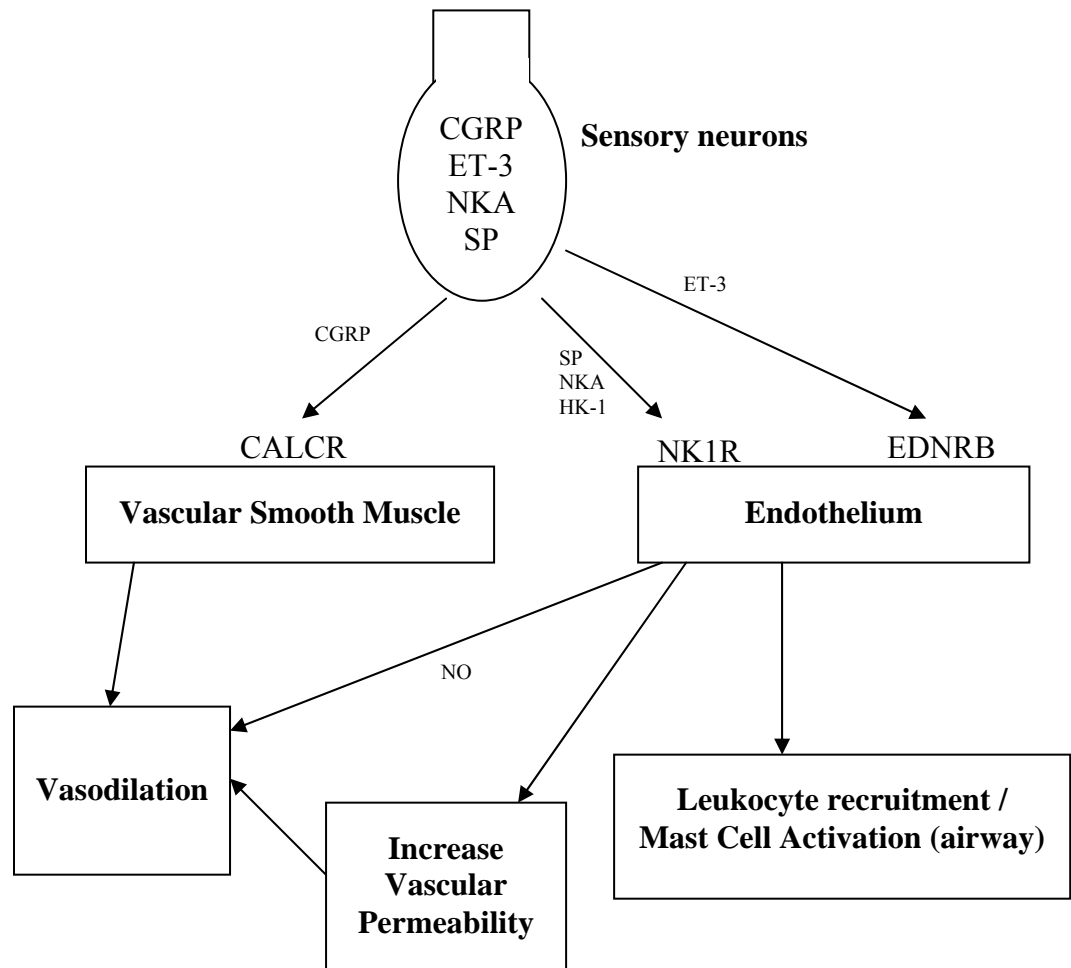 CGRP
ET-3
NKA
SP
Sensory neurons
ET-3
CGRP
SP
NKA
HK-1
CALCR
NK1R
EDNRB
Vascular Smooth Muscle
Endothelium
NO
Vasodilation
Leukocyte recruitment /
Mast Cell Activation (airway)
Increase
Vascular
Permeability